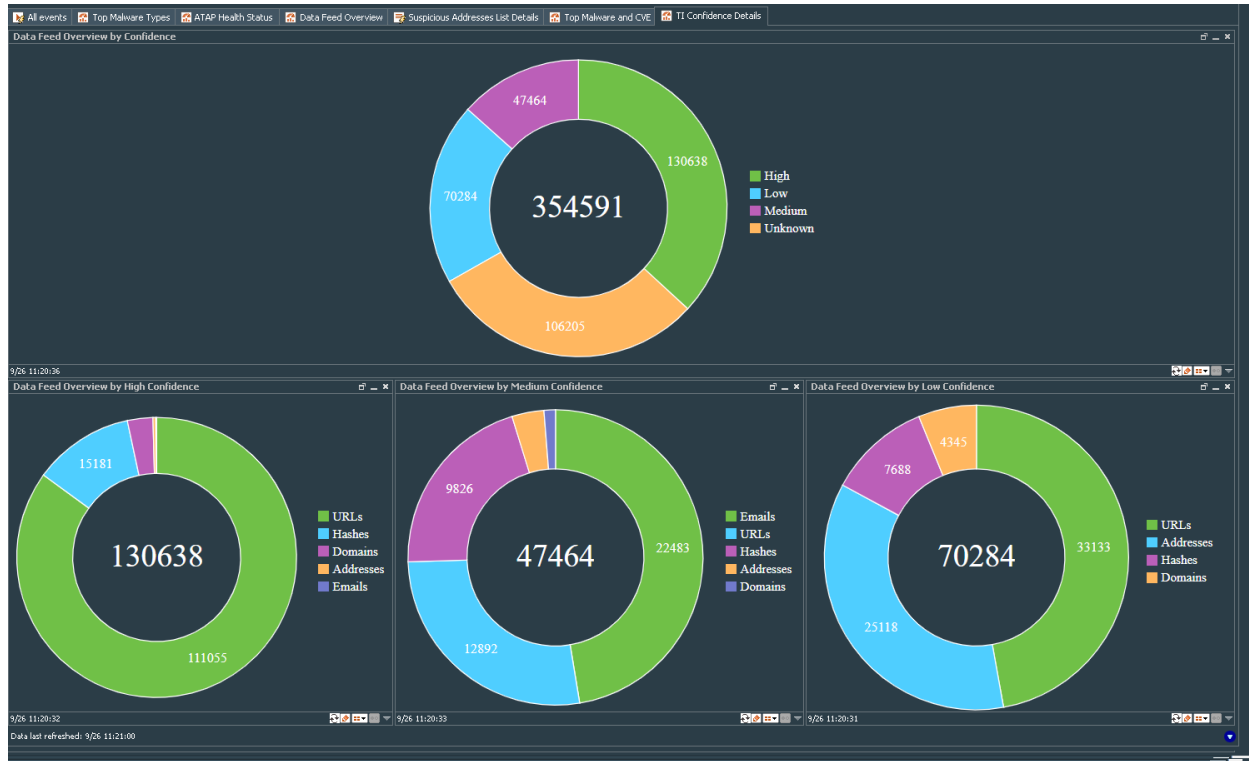 All events Top Malware Types ATAP Health Status Data Feed Overview Suspicious Addresses List Details Top Malware and CVE TI Confidence Details
Data Feed Overview by Confidence
47464
130638
70284
354591
106205
High
Low
Medium
Unknown
9/26 11:20:36
Data Feed Overview by High Confidence
15181
130638
111055
URLs
Hashes
Domains
Addresses
Emails
9/26 11:20:32
Data Feed Overview by Medium Confidence
9826
47464
22483
12892
Emails
URLs
Hashes
Addresses
Domains
9/26 11:20:33
Data Feed Overview by Low Confidence
4345
7688
70284
33133
25118
URLs
Addresses
Hashes
Domains
9/26 11:20:31
Data last refreshed: 9/26 11:21:00